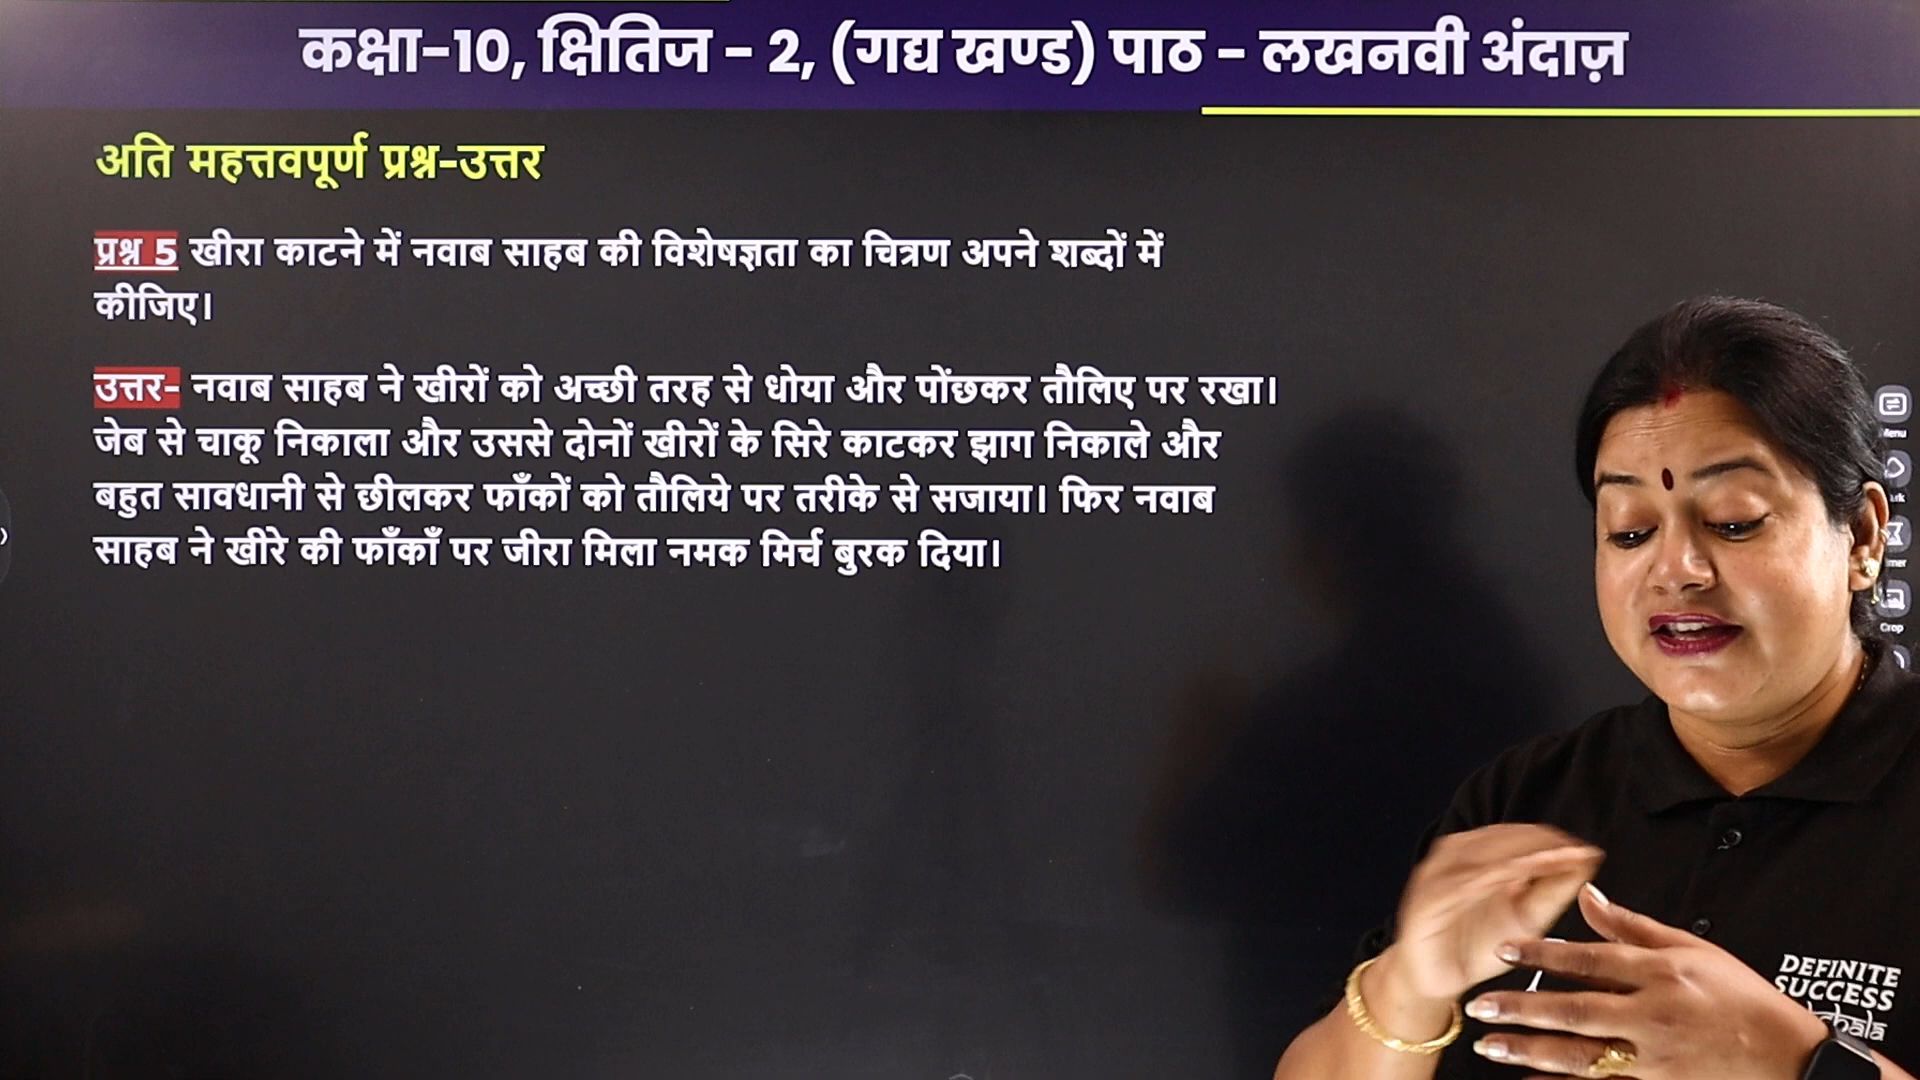 कक्षा-10, क्षितिज - 2, (गद्य खण्ड) पाठ - लखनवी अंदाज़
अति महत्तवपूर्ण प्रश्न-उत्तर
प्रश्न 5 खीरा काटने में नवाब साहब की विशेषज्ञता का चित्रण अपने शब्दों में
कीजिए।
उत्तर- नवाब साहब ने खीरों को अच्छी तरह से धोया और पोंछकर तौलिए पर रखा।
जेब से चाकू निकाला और उससे दोनों खीरों के सिरे काटकर झाग निकाले और
बहुत सावधानी से छीलकर फाँकों को तौलिये पर तरीके से सजाया। फिर नवाब
साहब ने खीरे की फाँकाँ पर जीरा मिला नमक मिर्च बुरक दिया।
Crop
DEFINITE
SUCCESS